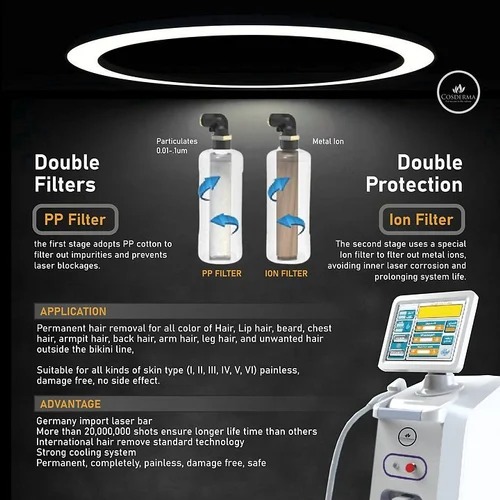 COSDERMA
Particulates
0.01-.1um
Metal Ion
Double
Filters
PP Filter
the first stage adopts PP cotton to
filter out impurities and prevents
laser blockages.
PP FILTER
ION FILTER
Double
Protection
Ion Filter
The second stage uses a special
Ion filter to flter out metal ions,
avoiding inner laser corrosion and
prolonging system life.
APPLICATION
Permanent hair removal for all color of Hair, Lip hair, beard, chest
hair, armpit hair, back hair, arm hair, leg hair, and unwanted hair
outside the bikini line,
Suitable for all kinds of skin type (I, II, III, IV, V, VI) painless,
damage free, no side effect.
ADVANTAGE
Germany import laser bar
More than 20,000,000 shots ensure longer life time than others
International hair remove standard technology
Strong cooling system
Permanent, completely, painless, damage free, safe